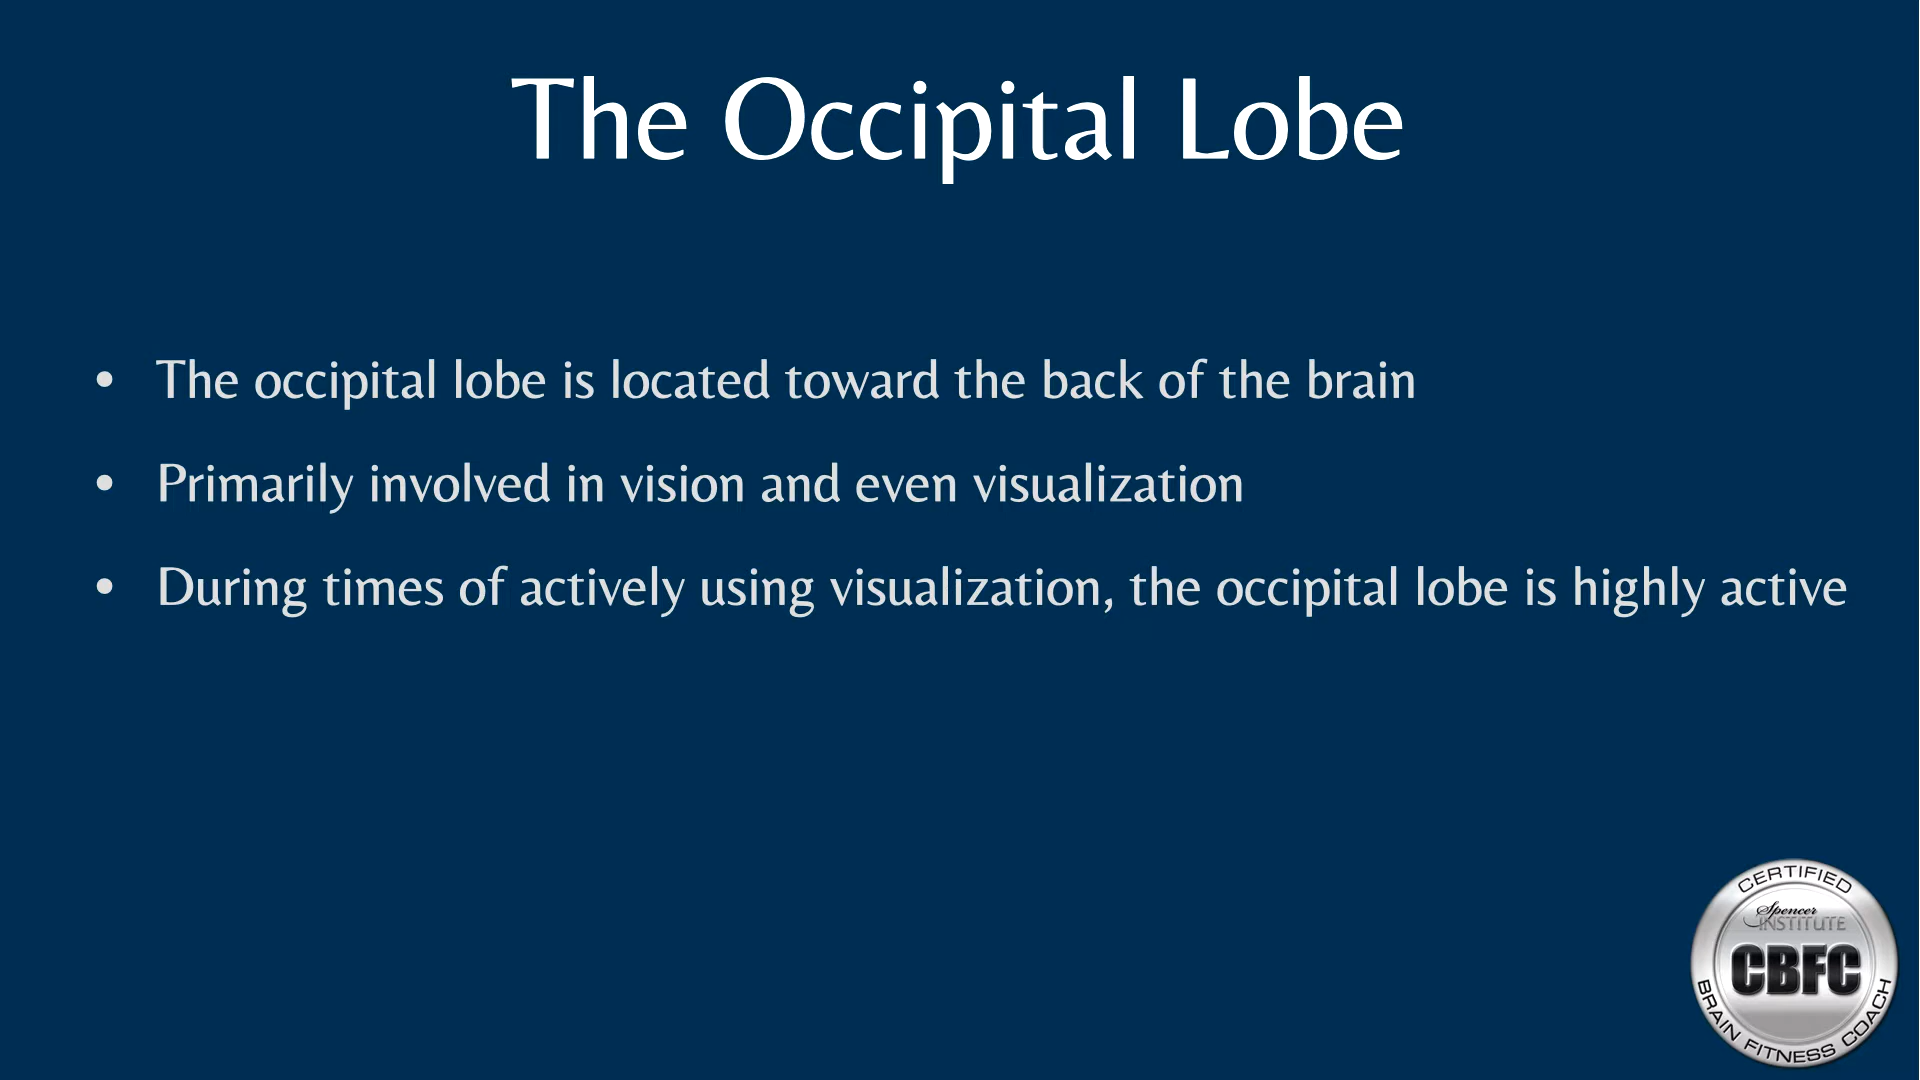 The Occipital Lobe
• The occipital lobe is located toward the back of the brain
• Primarily involved in vision and even visualization
• During times of actively using visualization, the occipital lobe is highly active
CERTIFIED
Spencer
INSTITUTE
CBFC
BRAIN FITNESS COACH